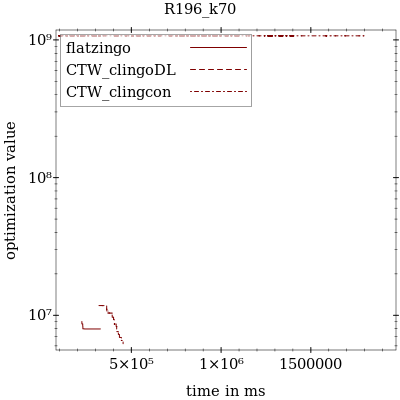 R196_k70
10⁹
flatzingo
CTW_clingoDL
CTW_clingcon
10⁸
10⁷
optimization value
5×10⁵
1×10⁶
1500000
time in ms